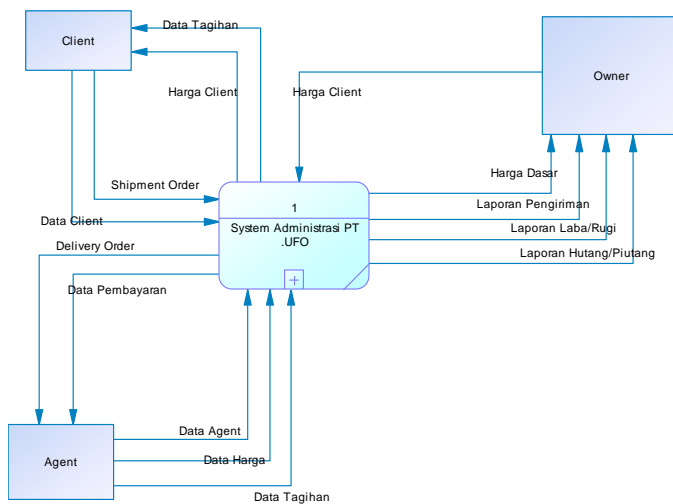 Data Tagihan
Client
Owner
Harga Client
Harga Client
Harga Dasar
Shipment Order
Laporan Pengiriman
1
Data Client
System Administrasi PT
.UFO
Laporan Laba/Rugi
Delivery Order
Laporan Hutang/Piutang
Data Pembayaran
Data Agent
Agent
Data Harga
Data Tagihan